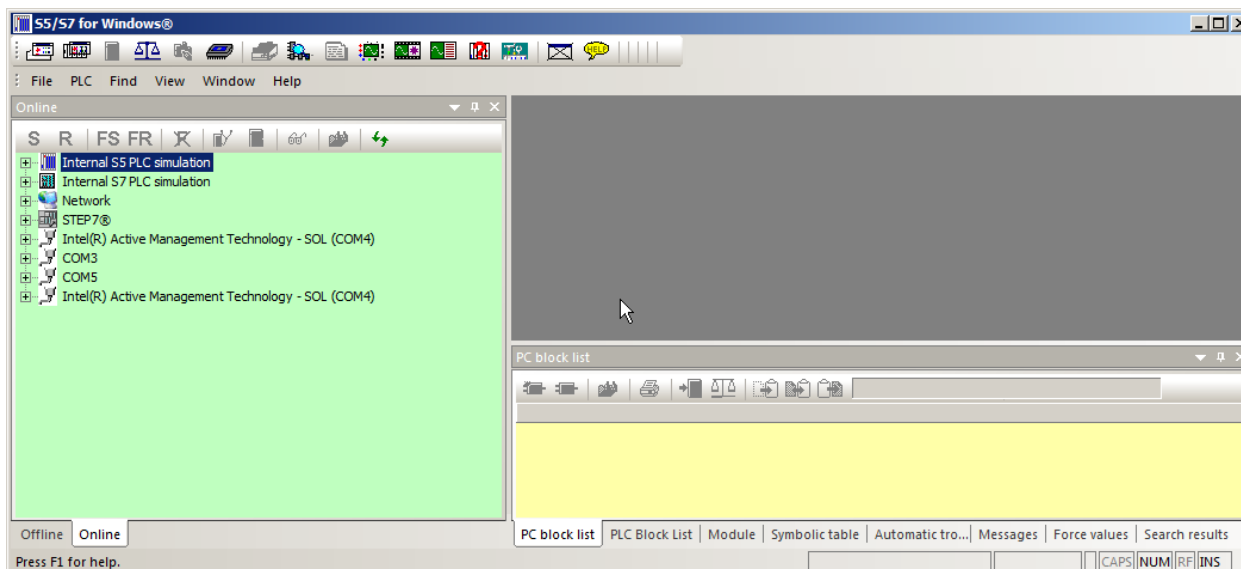 S5/S7 for Windows®
HELP
File PLC Find View Window Help
Online
S R FS FR
Internal S5 PLC simulation
Internal S7 PLC simulation
Network
STEP7®
Intel(R) Active Management Technology - SOL (COM4)
COM3
COM5
Intel(R) Active Management Technology - SOL (COM4)
PC block list
Offline Online
PC block list PLC Block List Module Symbolic table Automatic tro... Messages Force values Search results
Press F1 for help.
CAPS NUM RF INS